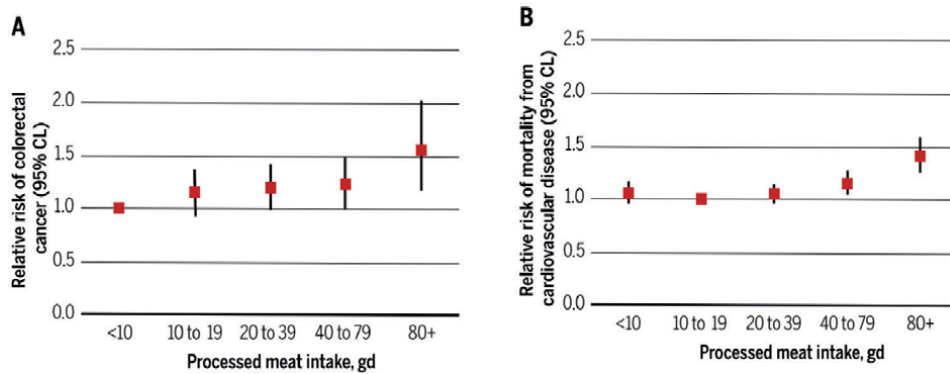 A
Relative risk of colorectal
cancer (95% CL)
2.5
2.0
1.5
1.0
0.5
0.0
<10 10 to 19 20 to 39 40 to 79 80+
Processed meat intake, gd
B
Relative risk of mortality from
cardiovascular disease (95% CL)
2.5
2.0
1.5
1.0
0.5
0.0
<10 10 to 19 20 to 39 40 to 79 80+
Processed meat intake, gd